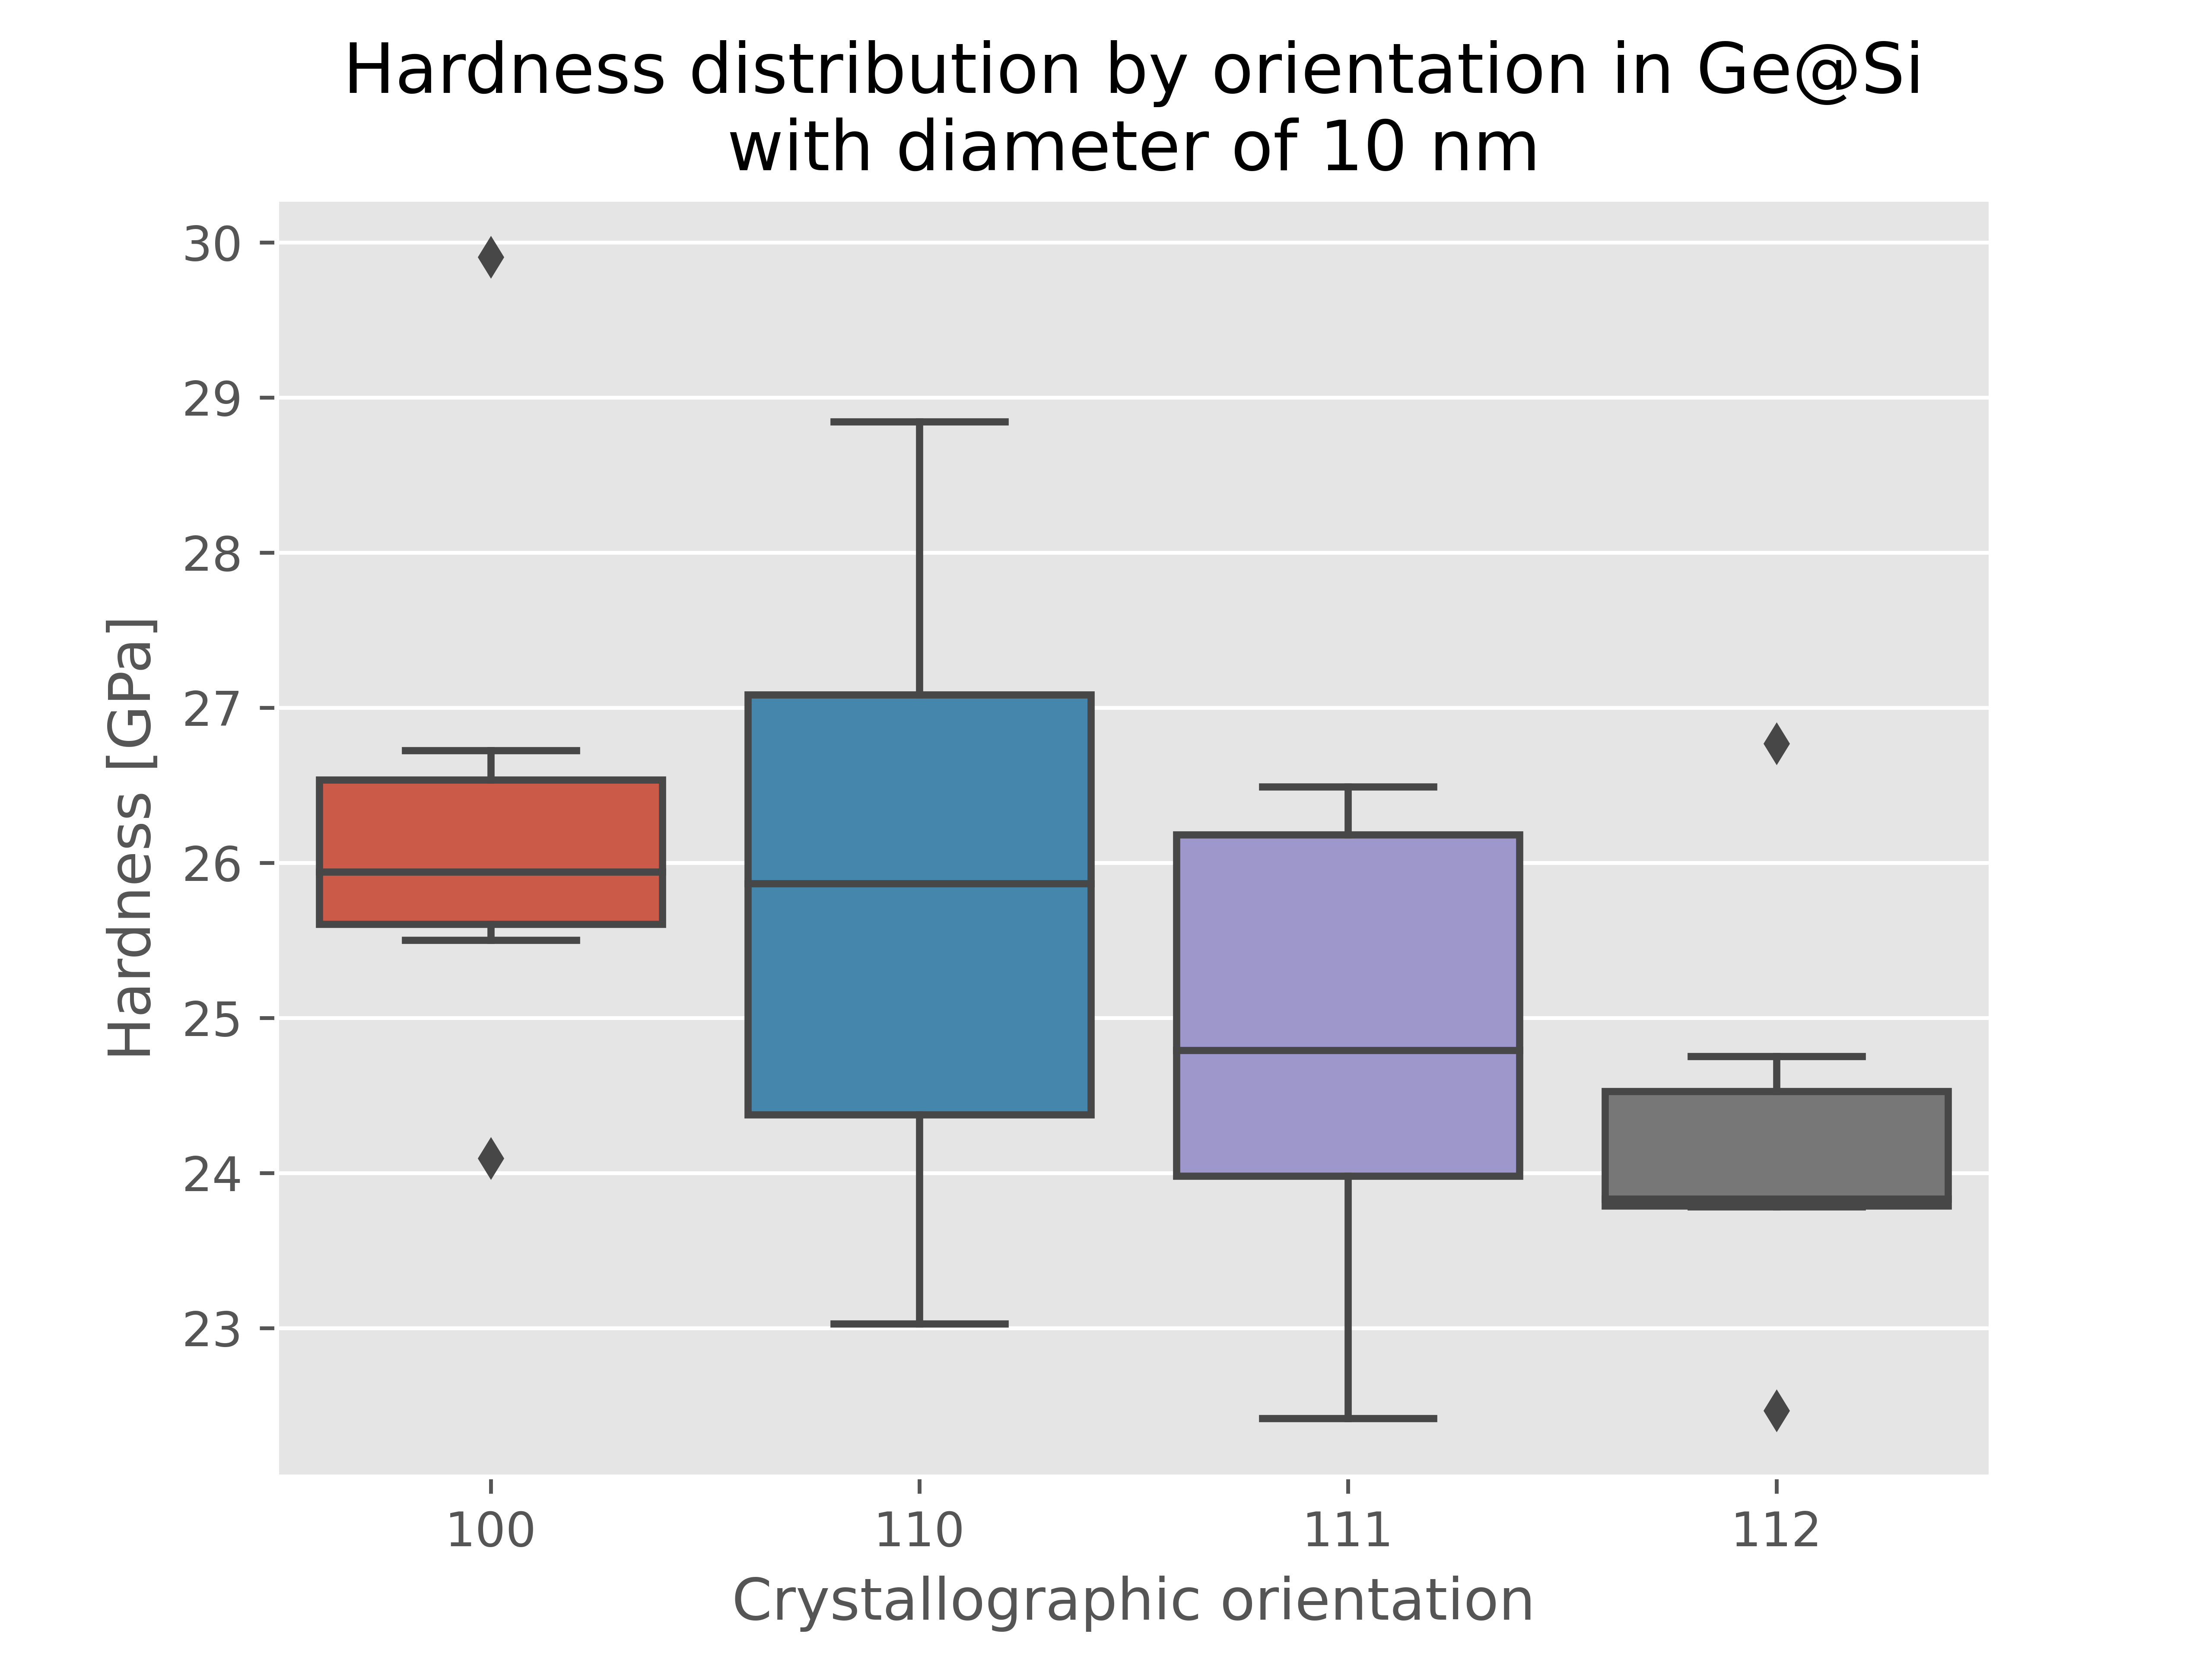 Hardness distribution by orientation in Ge@Si
with diameter of 10 nm
Hardness [GPa]
30
29
28
27
26
25
24
23
100 110 111 112
Crystallographic orientation